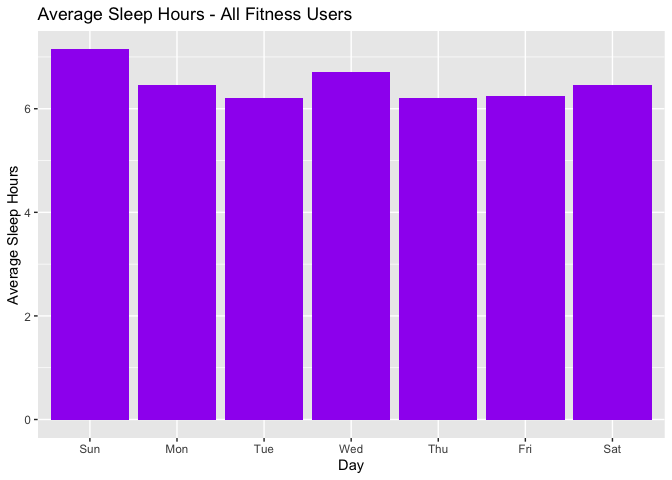 Average Sleep Hours - All Fitness Users
Average Sleep Hours
6
4
2
0
Sun Mon Tue Wed Thu Fri Sat
Day